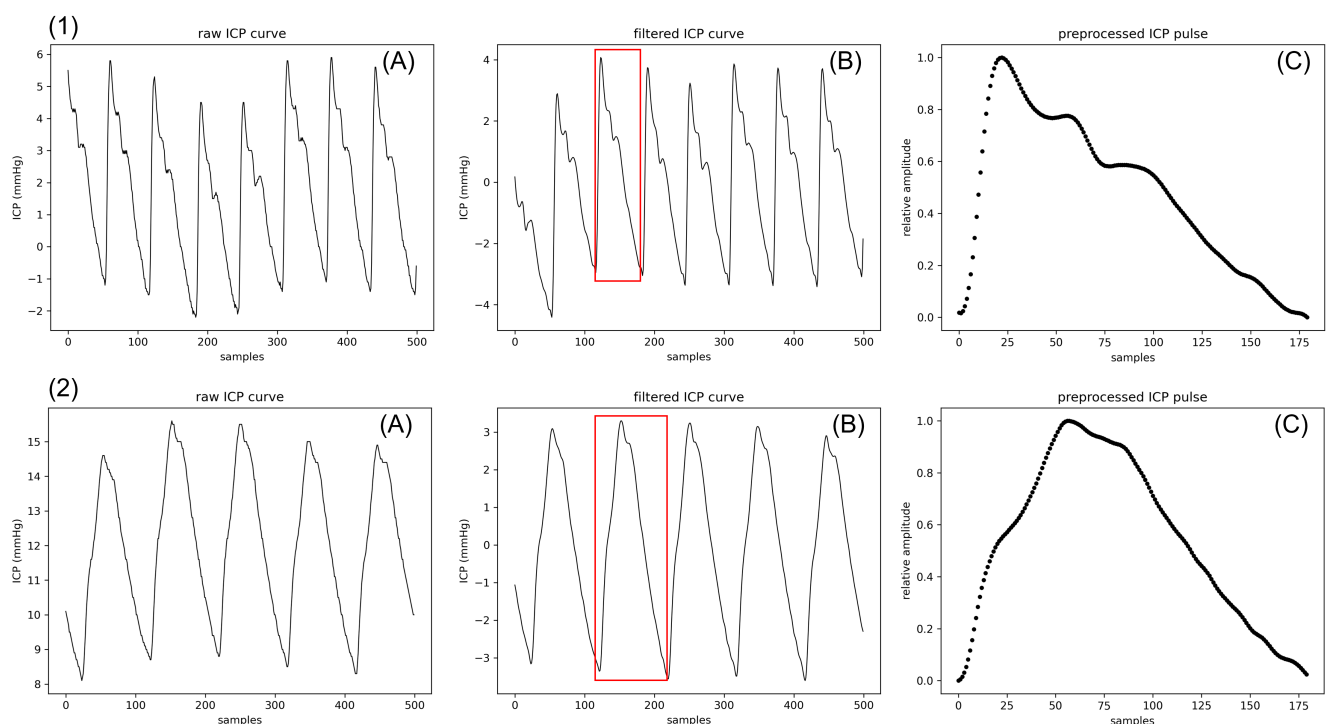 (1)
raw ICP curve
(A)
ICP (mmHg)
6
5
4
3
2
1
0
−1
−2
0 100 200 300 400 500
samples
filtered ICP curve
(B)
ICP (mmHg)
4
2
0
−2
−4
0 100 200 300 400 500
samples
preprocessed ICP pulse
(C)
relative amplitude
1.0
0.8
0.6
0.4
0.2
0.0
0 25 50 75 100 125 150 175
samples
(2)
raw ICP curve
(A)
ICP (mmHg)
15
14
13
12
11
10
9
8
0 100 200 300 400 500
samples
filtered ICP curve
(B)
ICP (mmHg)
3
2
1
0
−1
−2
−3
0 100 200 300 400 500
samples
preprocessed ICP pulse
(C)
relative amplitude
1.0
0.8
0.6
0.4
0.2
0.0
0 25 50 75 100 125 150 175
samples